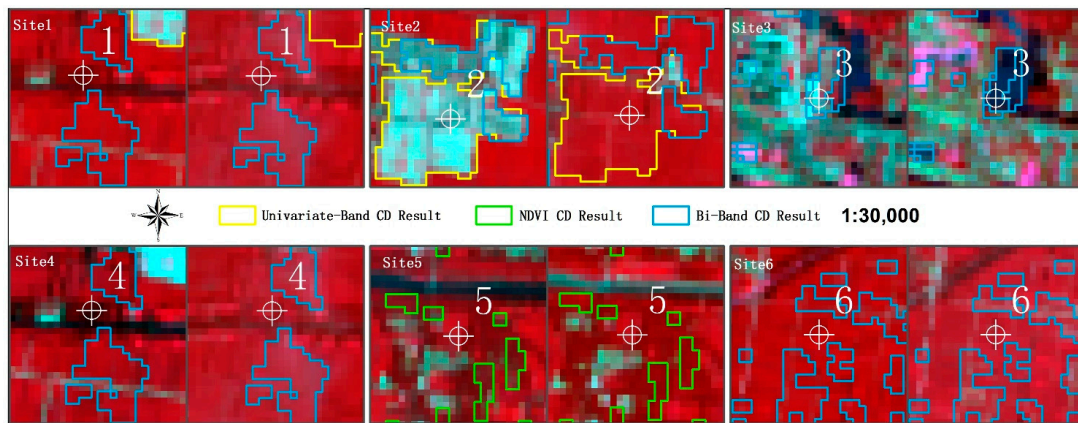 Site1 1 1
Site2 2 2
Site3 3 3
N
W E
S
Univariate-Band CD Result NDVI CD Result Bi-Band CD Result 1:30,000
Site4 4 4
Site5 5 5
Site6 6 6